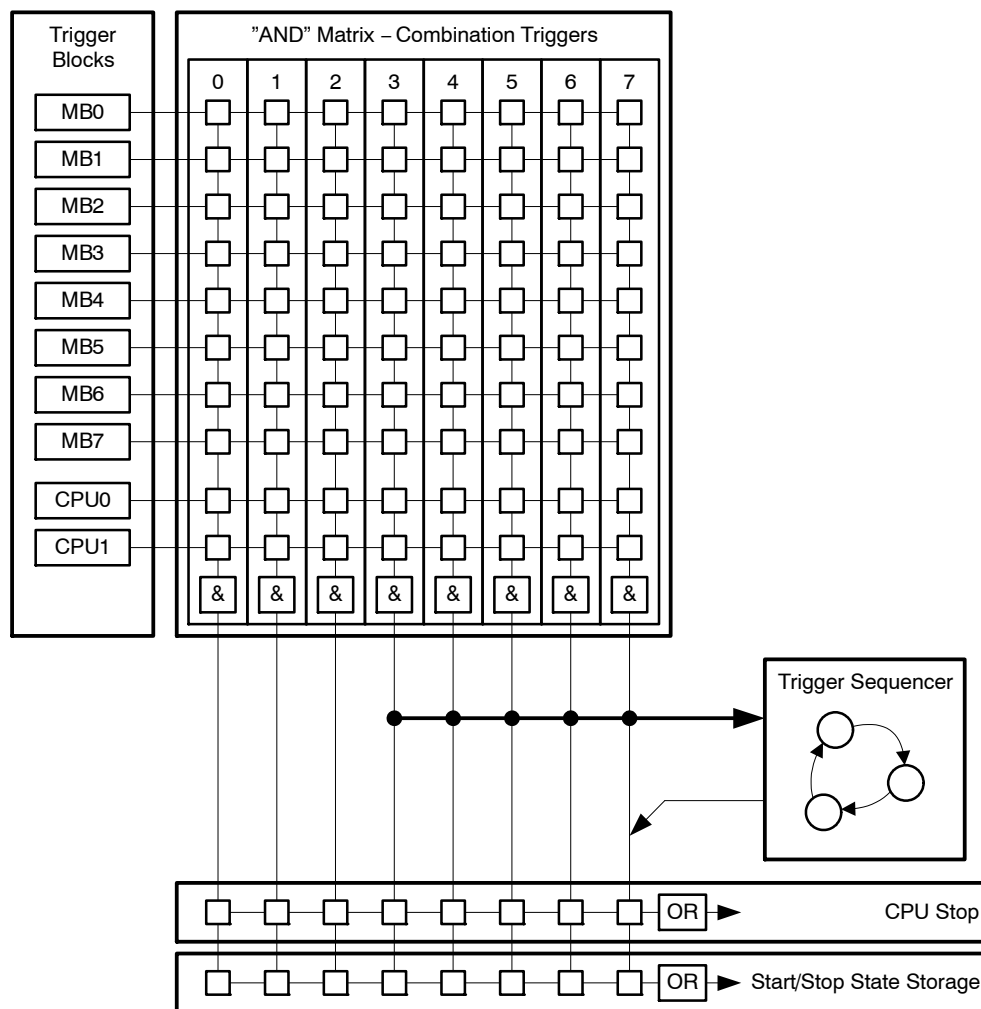 Trigger
Blocks
"AND" Matrix – Combination Triggers
0 1 2 3 4 5 6 7
MB0
MB1
MB2
MB3
MB4
MB5
MB6
MB7
CPU0
CPU1
& & & & & & & &
Trigger Sequencer
OR CPU Stop
OR Start/Stop State Storage